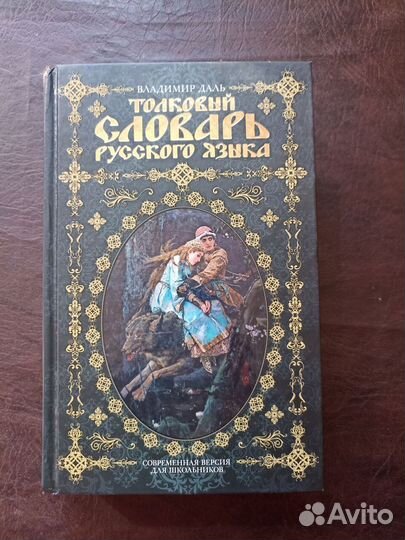 ВЛАДИМИР ДАЛЬ
ТОЛКОВЫЙ
СЛОВАРЬ
РУССКОГО ЯЗЫКА
СОВРЕМЕННАЯ ВЕРСИЯ
ДЛЯ ШКОЛЬНИКОВ
Avito